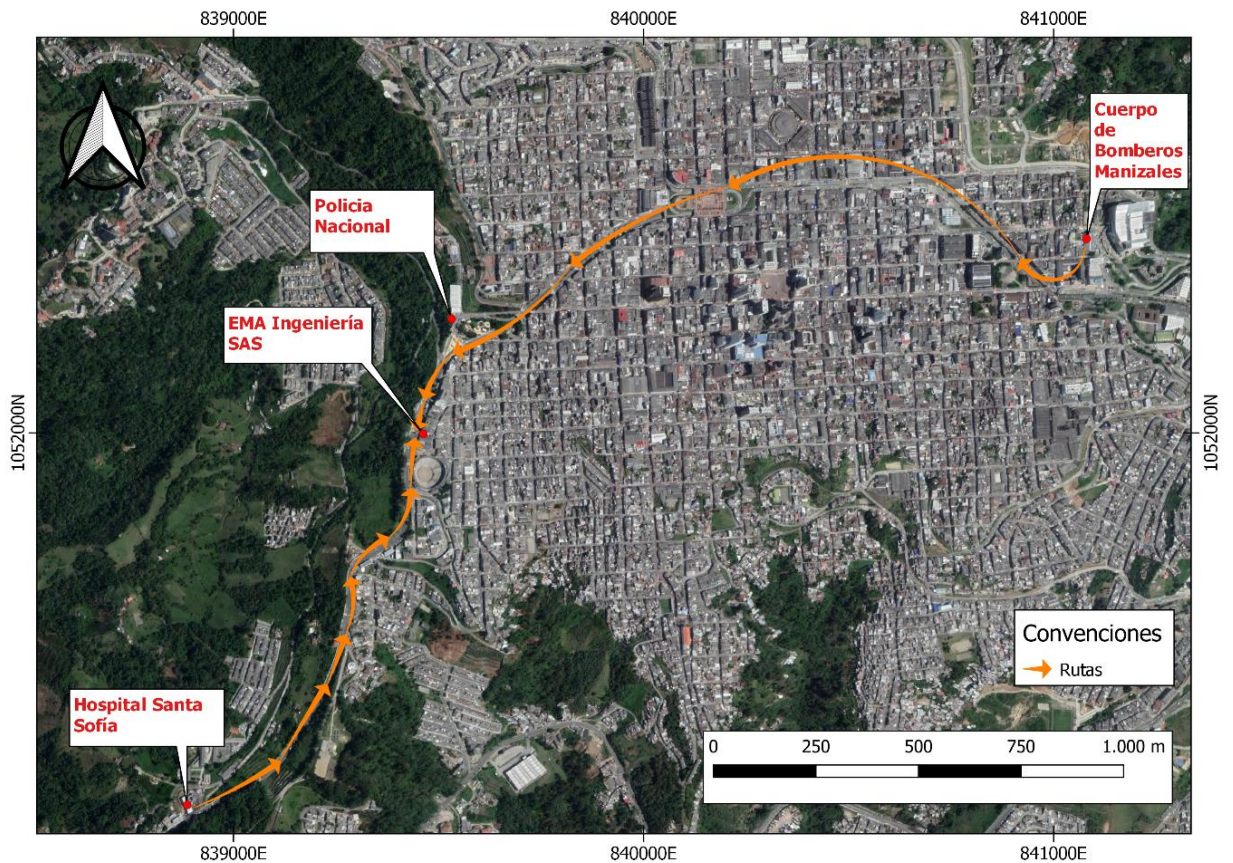 839000E
840000E
841000E
Cuerpo
de
Bomberos
Manizales
Policia
Nacional
EMA Ingeniería
SAS
1052000N
1052000N
Convenciones
Rutas
Hospital Santa
Sofía
0 250 500 750 1.000 m
839000E
840000E
841000E